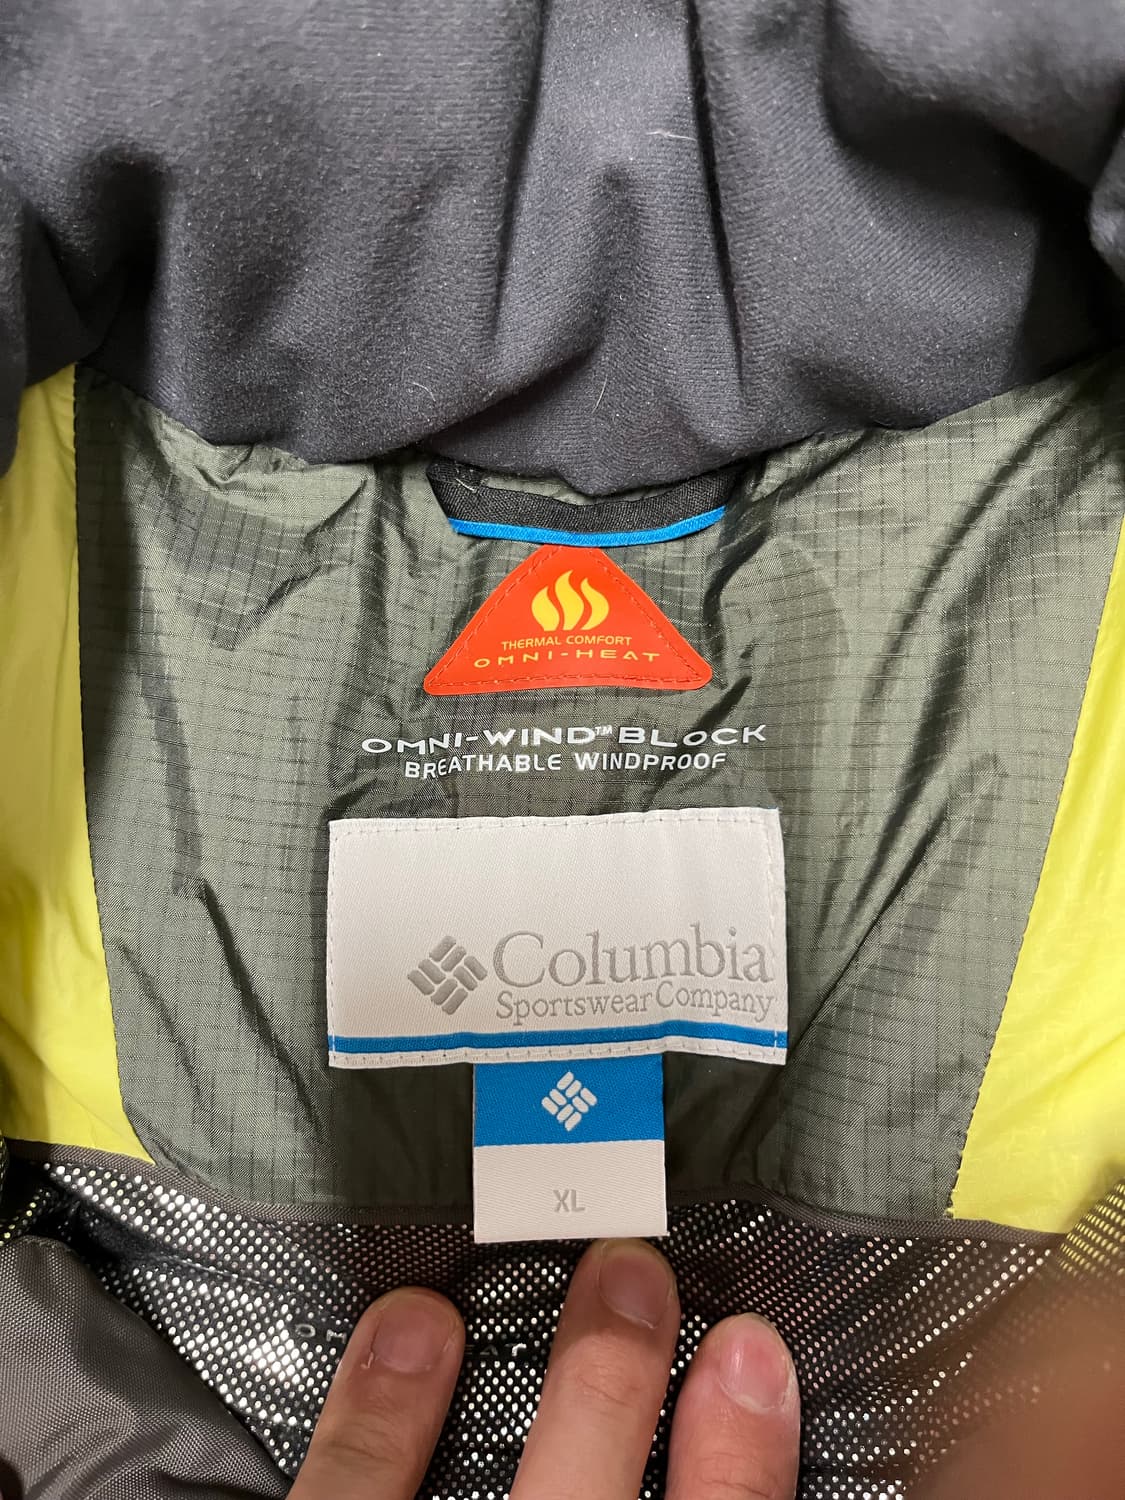 THERMAL COMFORT
OMNI-HEAT
OMNI-WIND™ BLOCK
BREATHABLE WINDPROOF
Columbia
Sportswear Company
XL